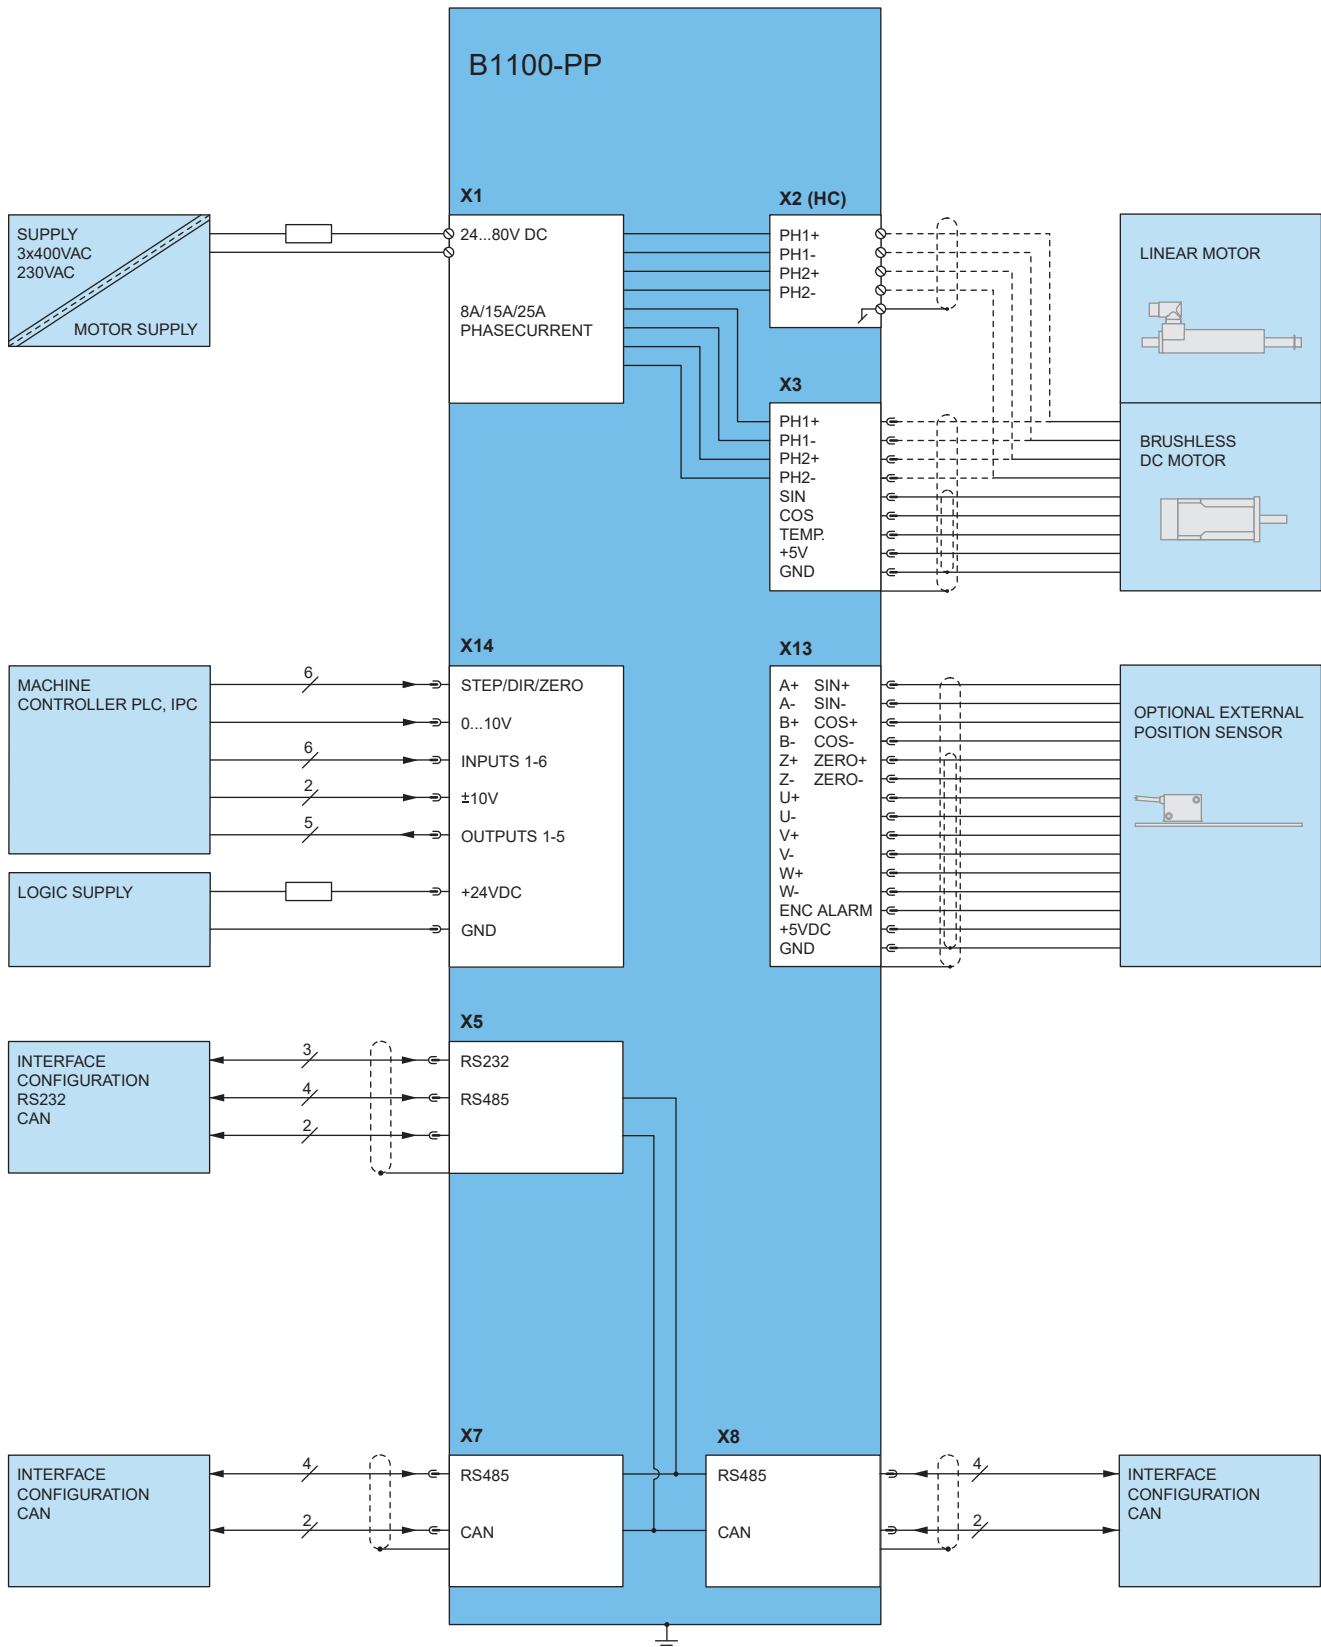 B1100-PP
X1
X2 (HC)
SUPPLY
3x400VAC
230VAC
MOTOR SUPPLY
24...80V DC
8A/15A/25A
PHASECURRENT
PH1+
PH1-
PH2+
PH2-
LINEAR MOTOR
X3
PH1+
PH1-
PH2+
PH2-
SIN
COS
TEMP.
+5V
GND
BRUSHLESS
DC MOTOR
X14
MACHINE
CONTROLLER PLC, IPC
6
6
2
5
STEP/DIR/ZERO
0...10V
INPUTS 1-6
±10V
OUTPUTS 1-5
LOGIC SUPPLY
+24VDC
GND
X13
A+ SIN+
A- SIN-
B+ COS+
B- COS-
Z+ ZERO+
Z- ZERO-
U+
U-
V+
V-
W+
W-
ENC ALARM
+5VDC
GND
OPTIONAL EXTERNAL
POSITION SENSOR
X5
INTERFACE
CONFIGURATION
RS232
CAN
3
4
2
RS232
RS485
X7
INTERFACE
CONFIGURATION
CAN
4
2
RS485
CAN
X8
RS485
CAN
4
2
INTERFACE
CONFIGURATION
CAN